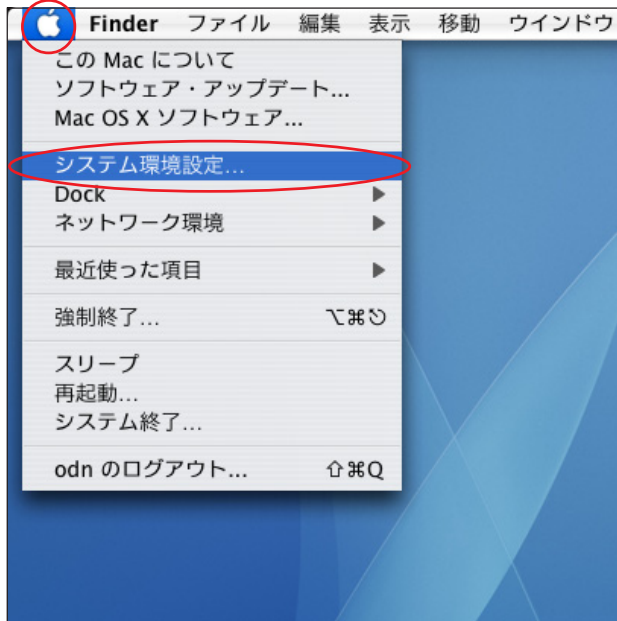 Finder ファイル 編集 表示 移動 ウインドウ
この Mac について
ソフトウェア・アップデート...
Mac OS X ソフトウェア...
システム環境設定...
Dock ▶
ネットワーク環境 ▶
最近使った項目 ▶
強制終了... ⌥⌘⎋
スリープ
再起動...
システム終了...
odn のログアウト... ⇧⌘Q